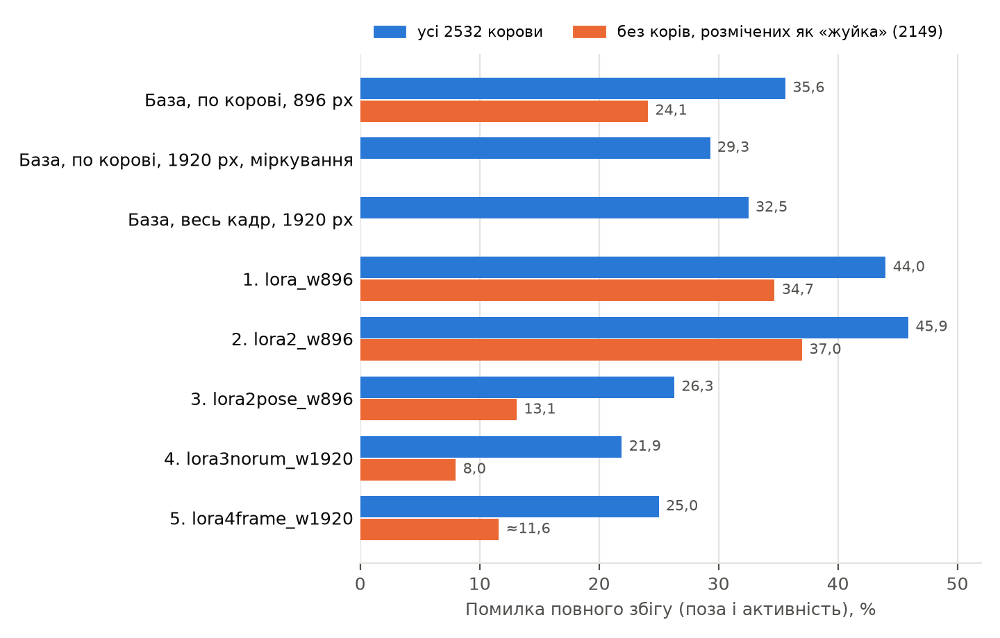 усі 2532 корови
без корів, розмічених як «жуйка» (2149)
База, по корові, 896 px
35,6
24,1
База, по корові, 1920 px, міркування
29,3
База, весь кадр, 1920 px
32,5
1. lora_w896
44,0
34,7
2. lora2_w896
45,9
37,0
3. lora2pose_w896
26,3
13,1
4. lora3norum_w1920
21,9
8,0
5. lora4frame_w1920
25,0
≈11,6
0 10 20 30 40 50
Помилка повного збігу (поза і активність), %